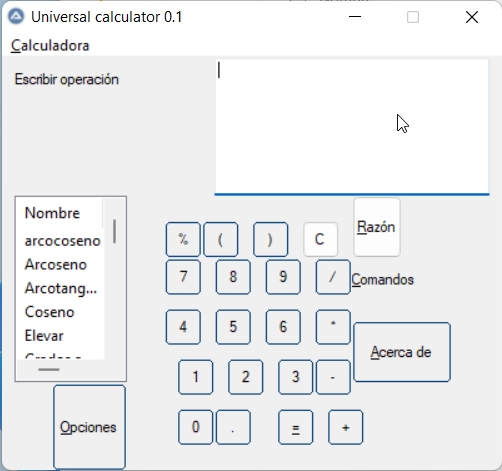 Universal calculator 0.1
Calculadora
Escribir operación
Nombre
arcocoseno
Arcoseno
Arcotang...
Coseno
Elevar
% ( ) C Razón
7 8 9 / Comandos
4 5 6 *
Acerca de
1 2 3 -
Opciones
0 . = +